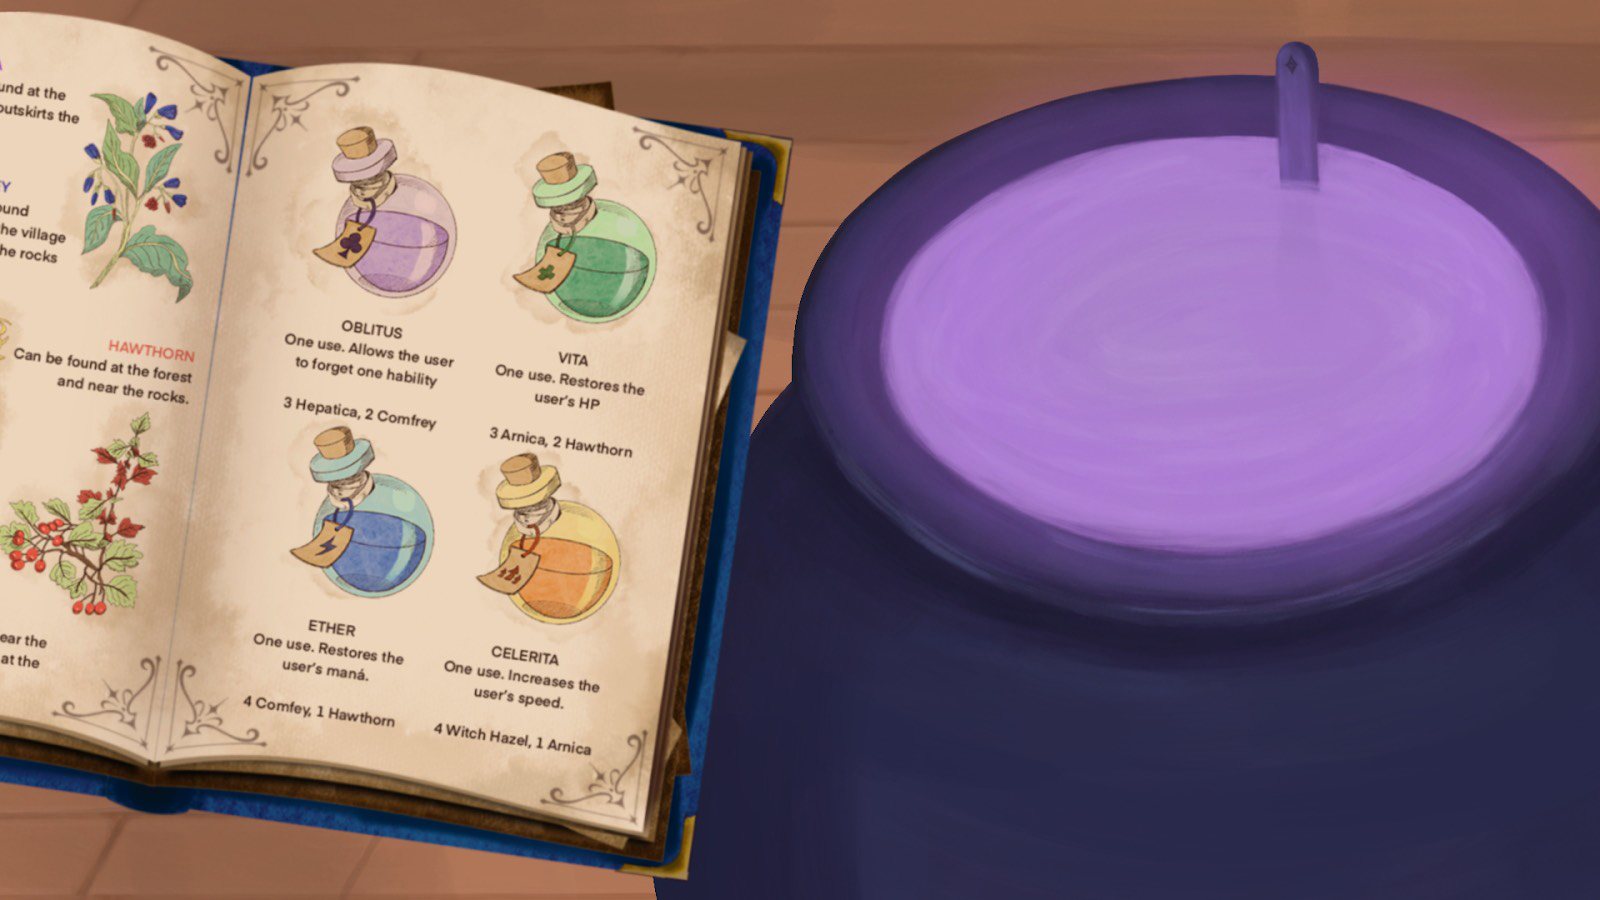 und at the
outskirts the
ound
he village
he rocks
HAWTHORN
Can be found at the forest
and near the rocks.
ear the
at the
OBLITUS
One use. Allows the user
to forget one hability
3 Hepatica, 2 Comfrey
VITA
One use. Restores the
user's HP
3 Arnica, 2 Hawthorn
ETHER
One use. Restores the
user's maná.
4 Comfey, 1 Hawthorn
CELERITA
One use. Increases the
user's speed.
4 Witch Hazel, 1 Arnica